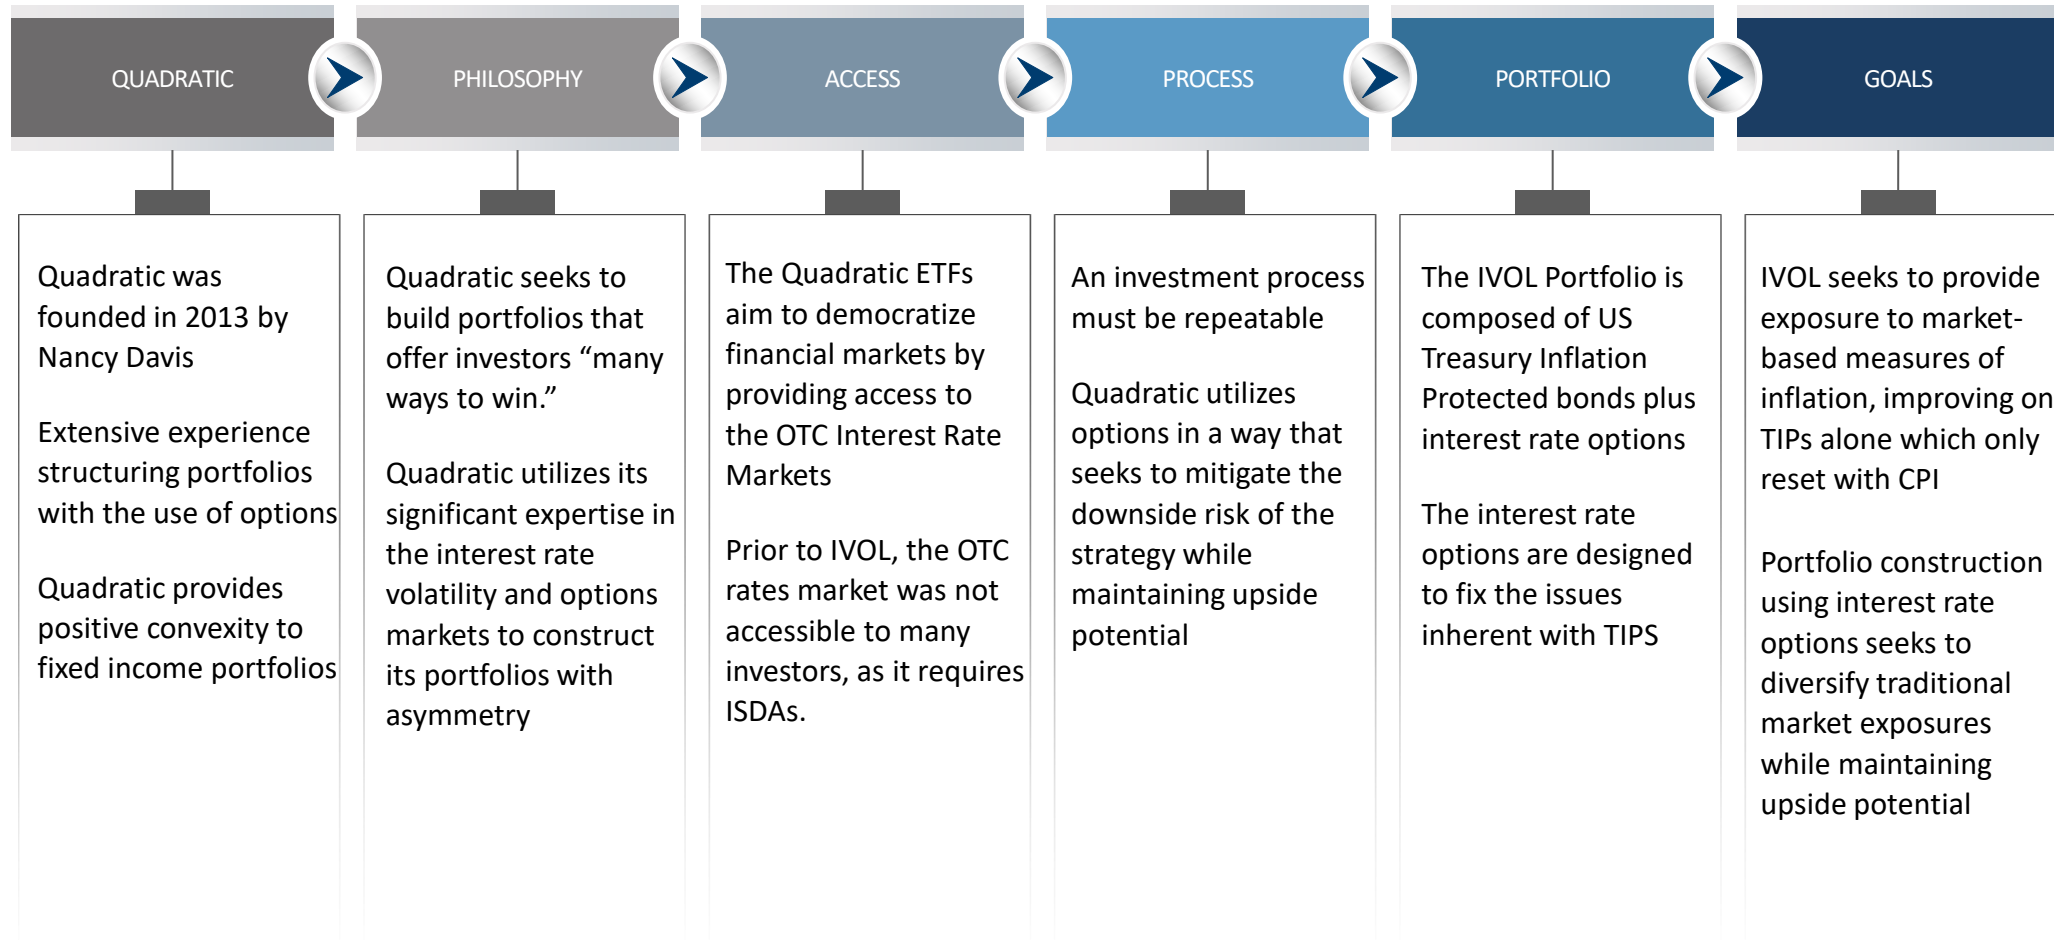 QUADRATIC
PHILOSOPHY
ACCESS
PROCESS
PORTFOLIO
GOALS
Quadratic was
founded in 2013 by
Nancy Davis
Extensive experience
structuring portfolios
with the use of options
Quadratic provides
positive convexity to
fixed income portfolios
Quadratic seeks to
build portfolios that
offer investors “many
ways to win.”
Quadratic utilizes its
significant expertise in
the interest rate
volatility and options
markets to construct
its portfolios with
asymmetry
The Quadratic ETFs
aim to democratize
financial markets by
providing access to
the OTC Interest Rate
Markets
Prior to IVOL, the OTC
rates market was not
accessible to many
investors, as it requires
ISDAs.
An investment process
must be repeatable
Quadratic utilizes
options in a way that
seeks to mitigate the
downside risk of the
strategy while
maintaining upside
potential
The IVOL Portfolio is
composed of US
Treasury Inflation
Protected bonds plus
interest rate options
The interest rate
options are designed
to fix the issues
inherent with TIPS
IVOL seeks to provide
exposure to market-
based measures of
inflation, improving on
TIPs alone which only
reset with CPI
Portfolio construction
using interest rate
options seeks to
diversify traditional
market exposures
while maintaining
upside potential